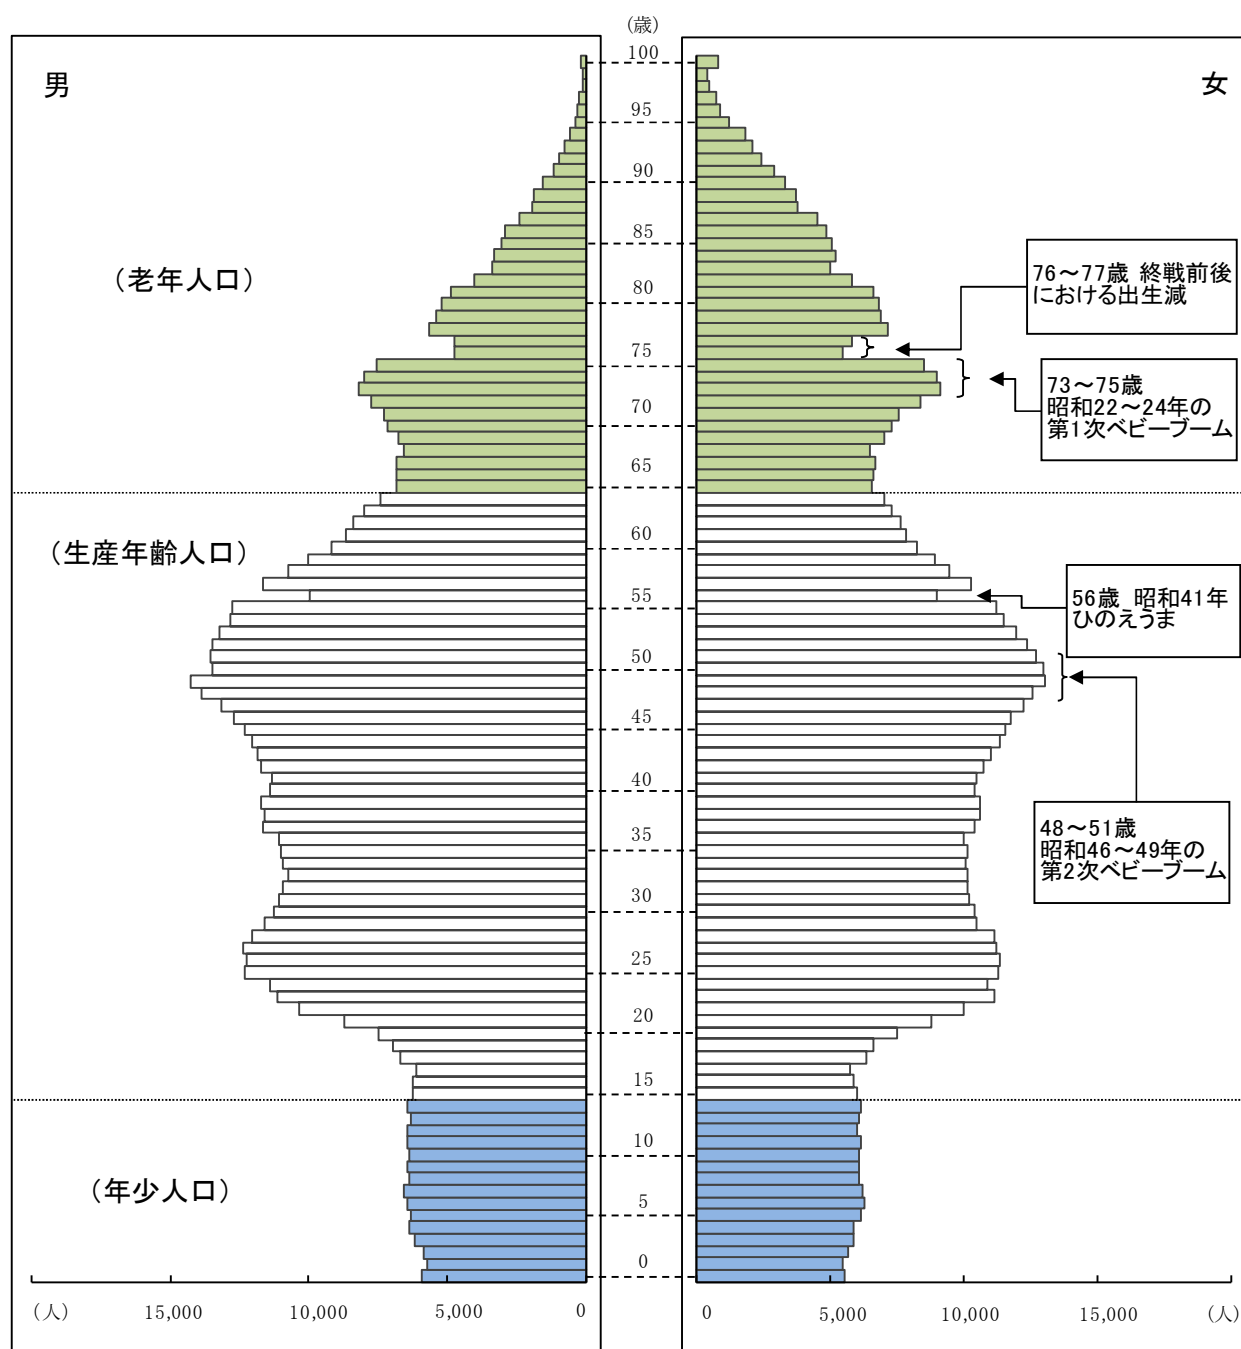 (歳)
男
女
100
95
90
85
80
75
70
65
60
55
50
45
40
35
30
25
20
15
10
5
0
(老年人口)
(生産年齢人口)
(年少人口)
76～77歳 終戦前後
における出生減
73～75歳
昭和22～24年の
第1次ベビーブーム
56歳 昭和41年
ひのえうま
48～51歳
昭和46～49年の
第2次ベビーブーム
(人) 15,000 10,000 5,000 0
0 5,000 10,000 15,000 (人)